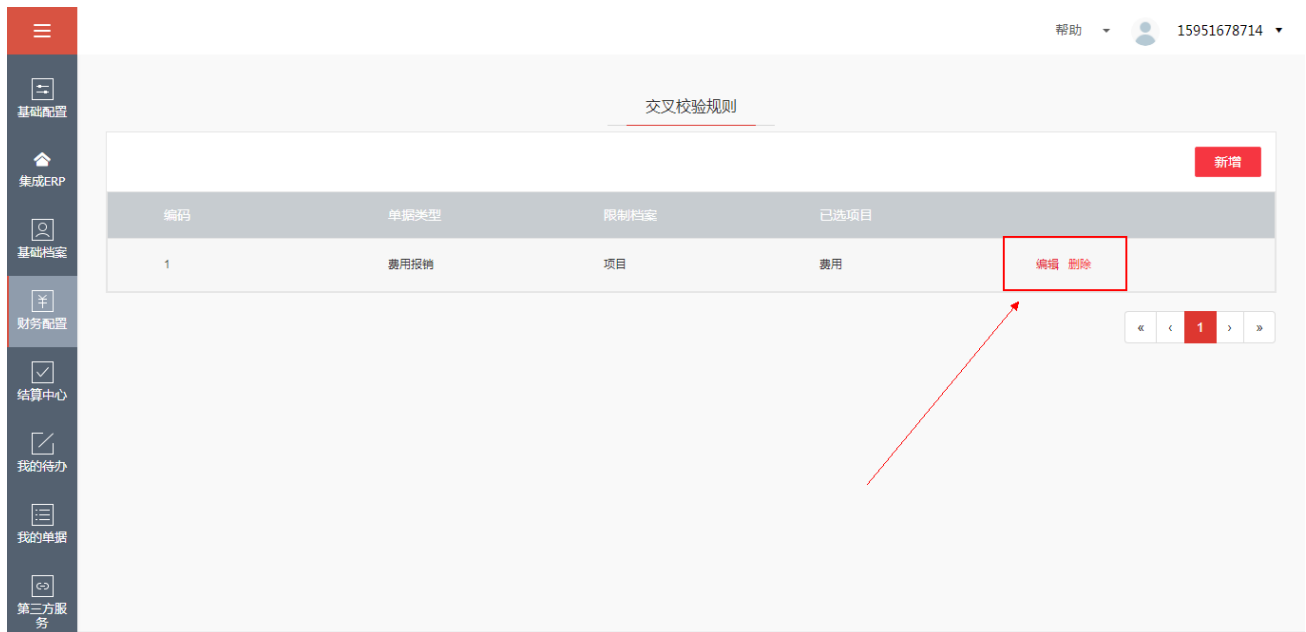 帮助
15951678714
基础配置
集成ERP
基础档案
财务配置
结算中心
我的待办
我的单据
第三方服
务
交叉校验规则
新增
编码 单据类型 限制档案 已选项目
1 费用报销 项目 费用 编辑 删除
« ‹ 1 › »